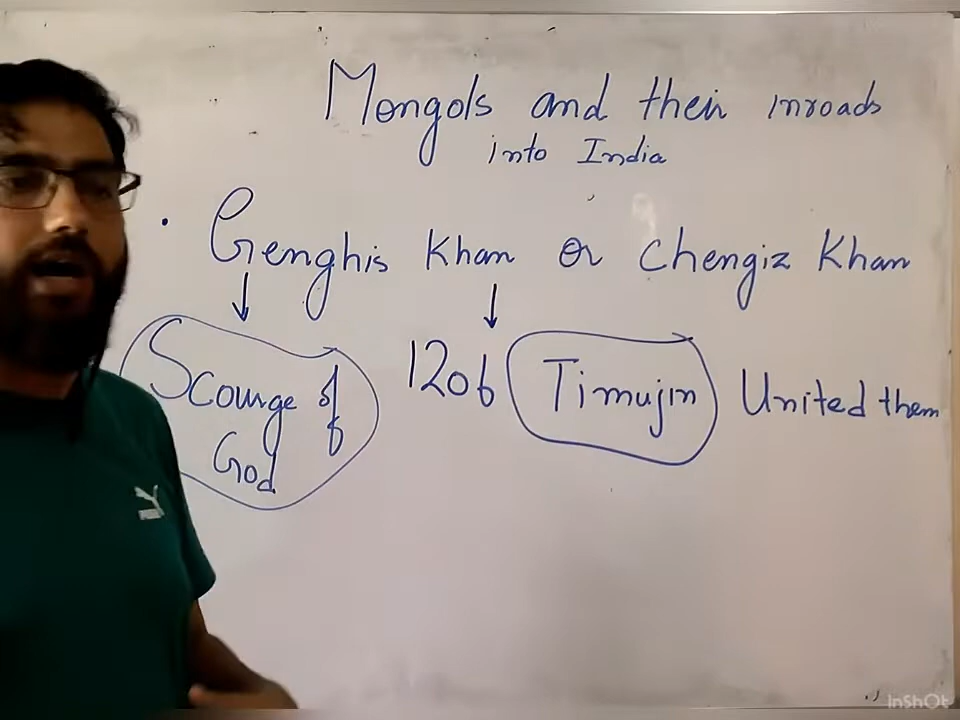 Mongols and their inroads
into India
· Genghis Khan or Chengiz Khan
Scourge of
God
1206 Timujin United them
PUMA
InShOt